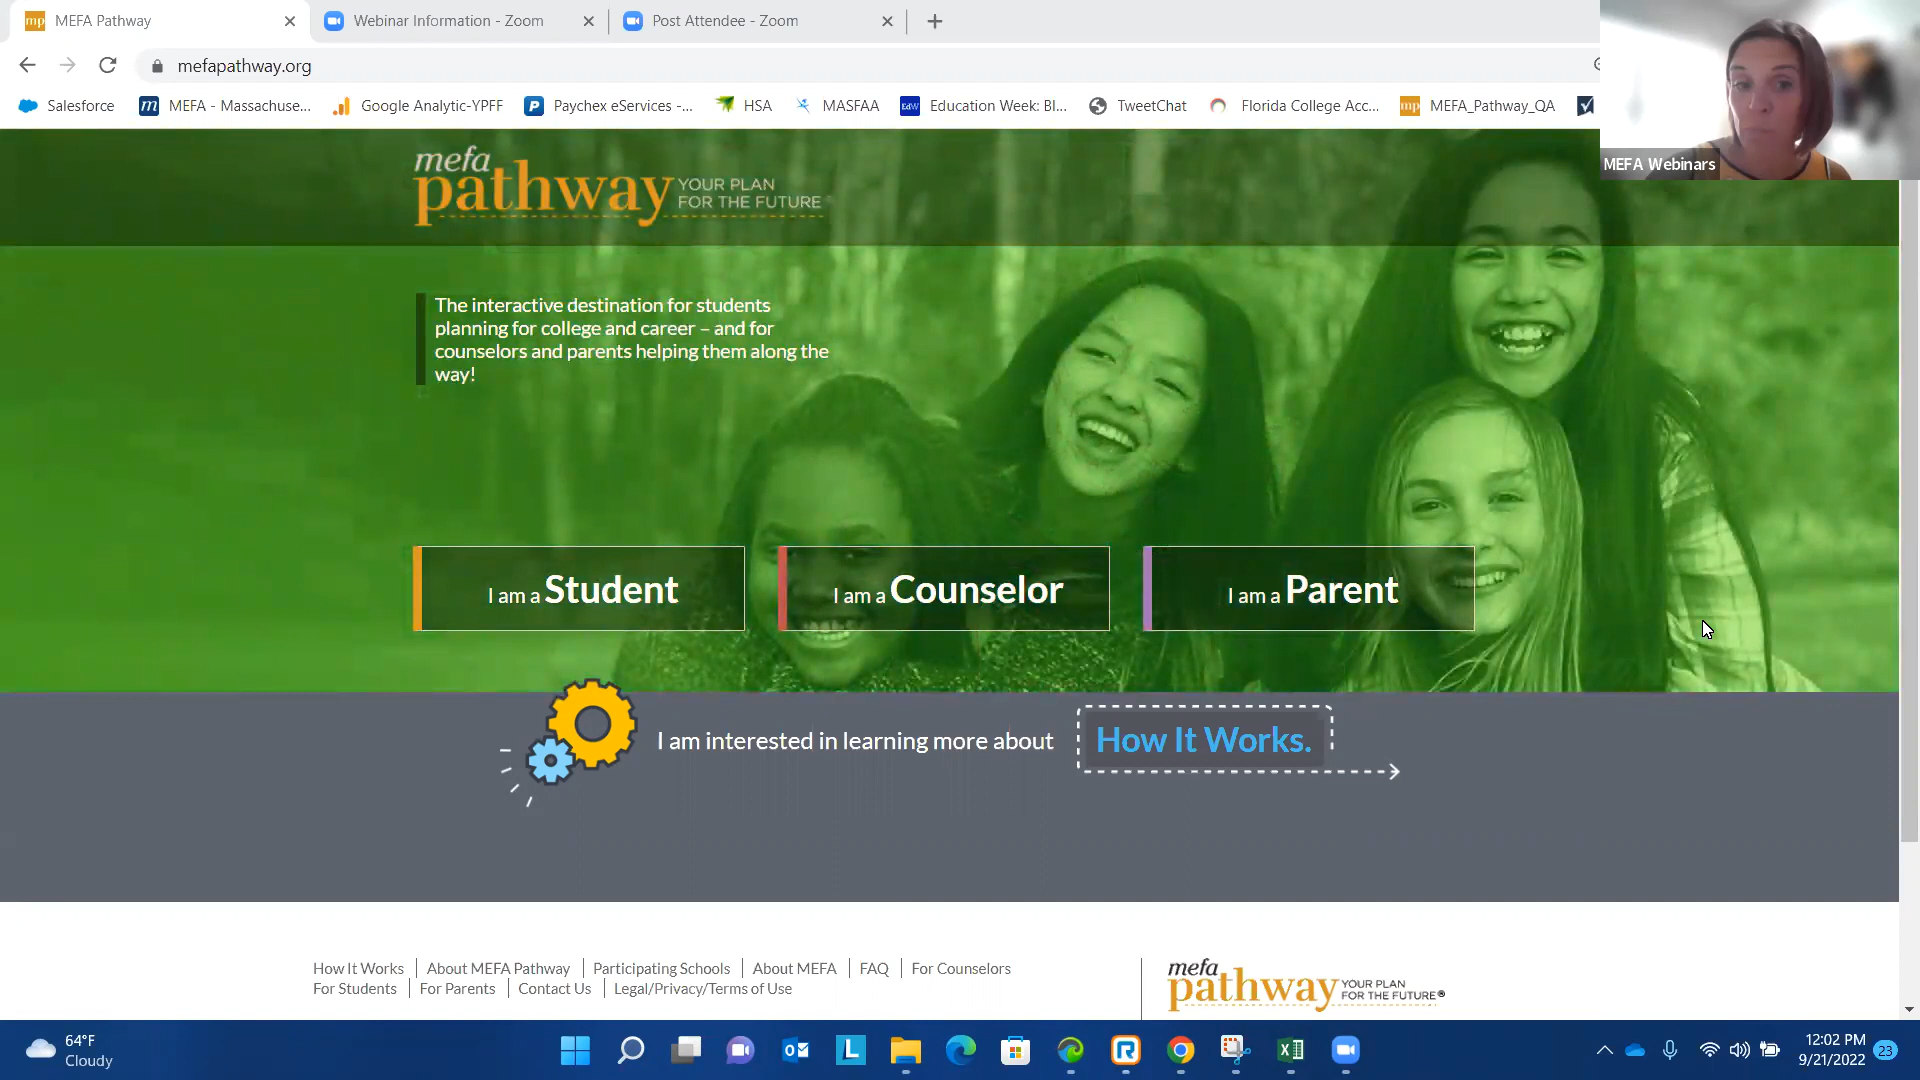 MEFA Pathway
Webinar Information - Zoom
Post Attendee - Zoom
mefapathway.org
Salesforce
MEFA - Massachuse...
Google Analytic-YPFF
Paychex eServices -...
HSA
MASFAA
Education Week: Bl...
TweetChat
Florida College Acc...
MEFA_Pathway_QA
MEFA Webinars
mefa
pathway YOUR PLAN
FOR THE FUTURE
The interactive destination for students
planning for college and career – and for
counselors and parents helping them along the
way!
I am a Student
I am a Counselor
I am a Parent
I am interested in learning more about
How It Works.
How It Works
About MEFA Pathway
Participating Schools
About MEFA
FAQ
For Counselors
For Students
For Parents
Contact Us
Legal/Privacy/Terms of Use
mefa
pathway YOUR PLAN
FOR THE FUTURE®
64°F
Cloudy
12:02 PM
9/21/2022
23